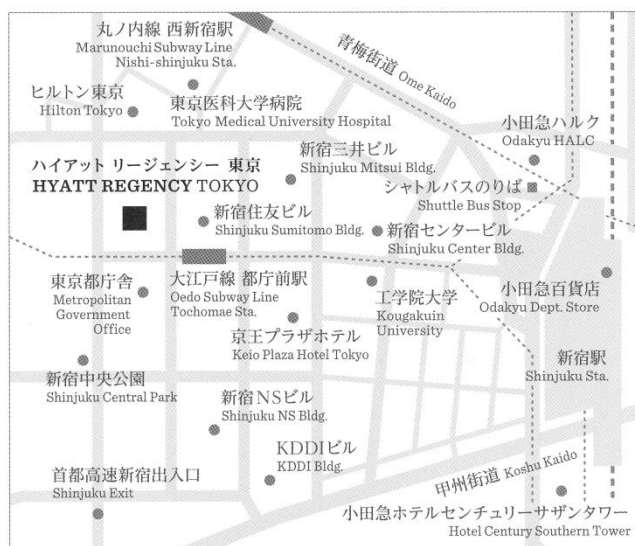 丸ノ内線 西新宿駅
Marunouchi Subway Line
Nishi-shinjuku Sta.
青梅街道 Ome Kaido
ヒルトン東京
Hilton Tokyo
東京医科大学病院
Tokyo Medical University Hospital
小田急ハルク
Odakyu HALC
ハイアット リージェンシー 東京
HYATT REGENCY TOKYO
新宿三井ビル
Shinjuku Mitsui Bldg.
シャトルバスのりば
Shuttle Bus Stop
新宿住友ビル
Shinjuku Sumitomo Bldg.
新宿センタービル
Shinjuku Center Bldg.
東京都庁舎
Metropolitan
Government
Office
大江戸線 都庁前駅
Oedo Subway Line
Tochomae Sta.
工学院大学
Kougakuin
University
小田急百貨店
Odakyu Dept. Store
京王プラザホテル
Keio Plaza Hotel Tokyo
新宿駅
Shinjuku Sta.
新宿中央公園
Shinjuku Central Park
新宿NSビル
Shinjuku NS Bldg.
KDDIビル
KDDI Bldg.
甲州街道 Koshu Kaido
首都高速新宿出入口
Shinjuku Exit
小田急ホテルセンチュリーサザンタワー
Hotel Century Southern Tower